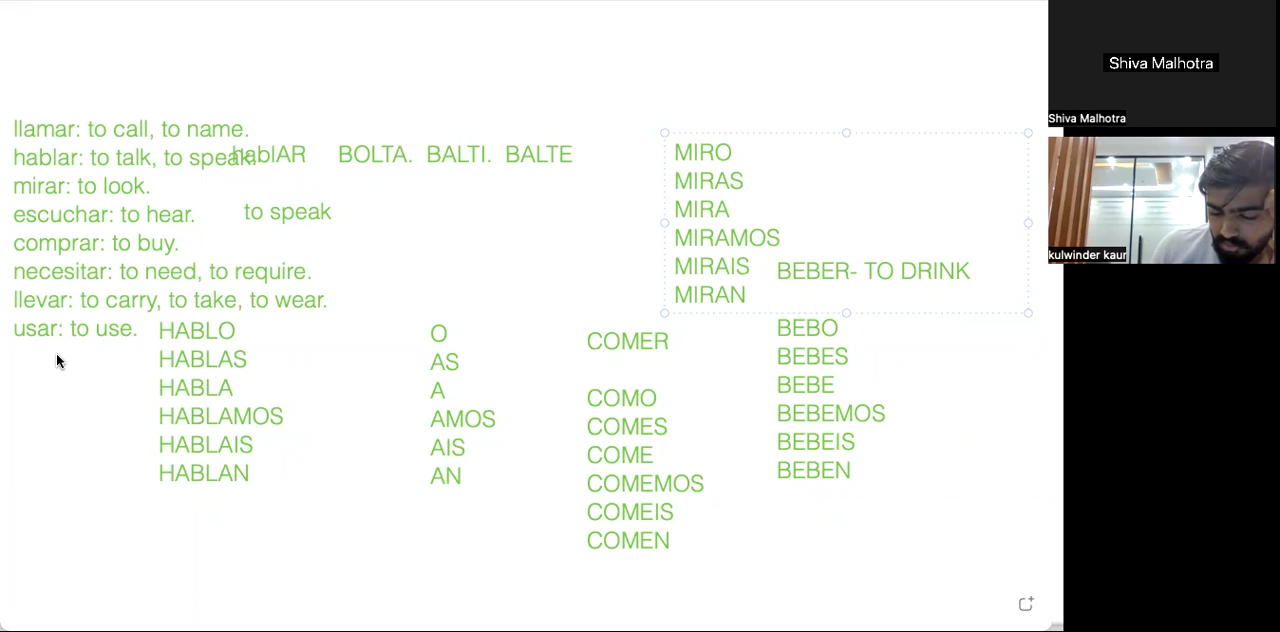 llamar: to call, to name.
hablar: to talk, to speak.
mirar: to look.
escuchar: to hear.
comprar: to buy.
necesitar: to need, to require.
llevar: to carry, to take, to wear.
usar: to use.
hablAR BOLTA. BALTI. BALTE
to speak
HABLO
HABLAS
HABLA
HABLAMOS
HABLAIS
HABLAN
O
AS
A
AMOS
AIS
AN
COMER
COMO
COMES
COME
COMEMOS
COMEIS
COMEN
MIRO
MIRAS
MIRA
MIRAMOS
MIRAIS
MIRAN
BEBER- TO DRINK
BEBO
BEBES
BEBE
BEBEMOS
BEBEIS
BEBEN
Shiva Malhotra
Shiva Malhotra
kulwinder kaur